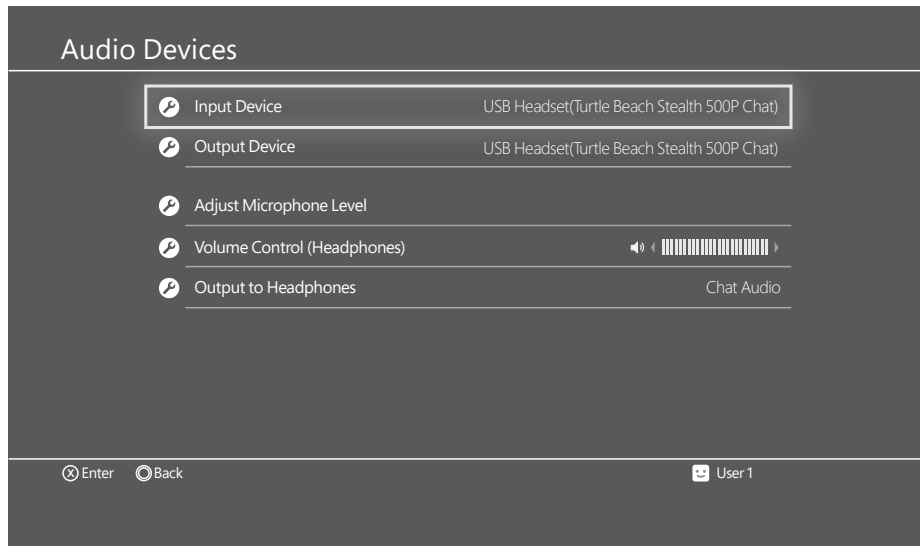 Audio Devices
Input Device USB Headset(Turtle Beach Stealth 500P Chat)
Output Device USB Headset(Turtle Beach Stealth 500P Chat)
Adjust Microphone Level
Volume Control (Headphones)
Output to Headphones Chat Audio
X Enter Back User 1